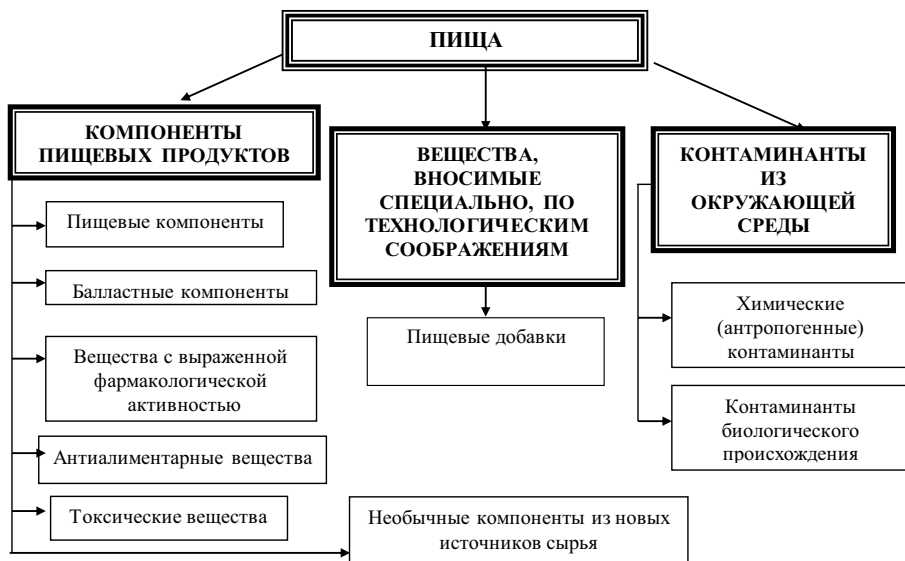 ПИЩА
КОМПОНЕНТЫ
ПИЩЕВЫХ ПРОДУКТОВ
Пищевые компоненты
Балластные компоненты
Вещества с выраженной
фармакологической
активностью
Антиалиментарные вещества
Токсические вещества
Необычные компоненты из новых
источников сырья
ВЕЩЕСТВА,
ВНОСИМЫЕ
СПЕЦИАЛЬНО, ПО
ТЕХНОЛОГИЧЕСКИМ
СООБРАЖЕНИЯМ
Пищевые добавки
КОНТАМИНАНТЫ
ИЗ
ОКРУЖАЮЩЕЙ
СРЕДЫ
Химические
(антропогенные)
контаминанты
Контаминанты
биологического
происхождения